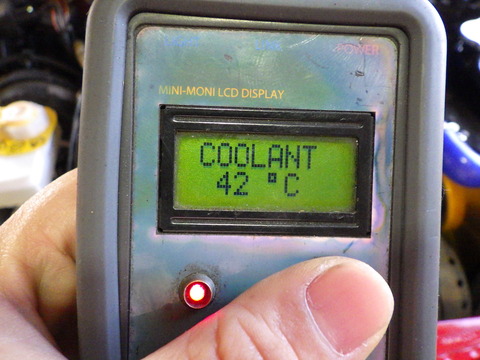 POWER
MINI-MONI LCD DISPLAY
COOLANT
42 °C